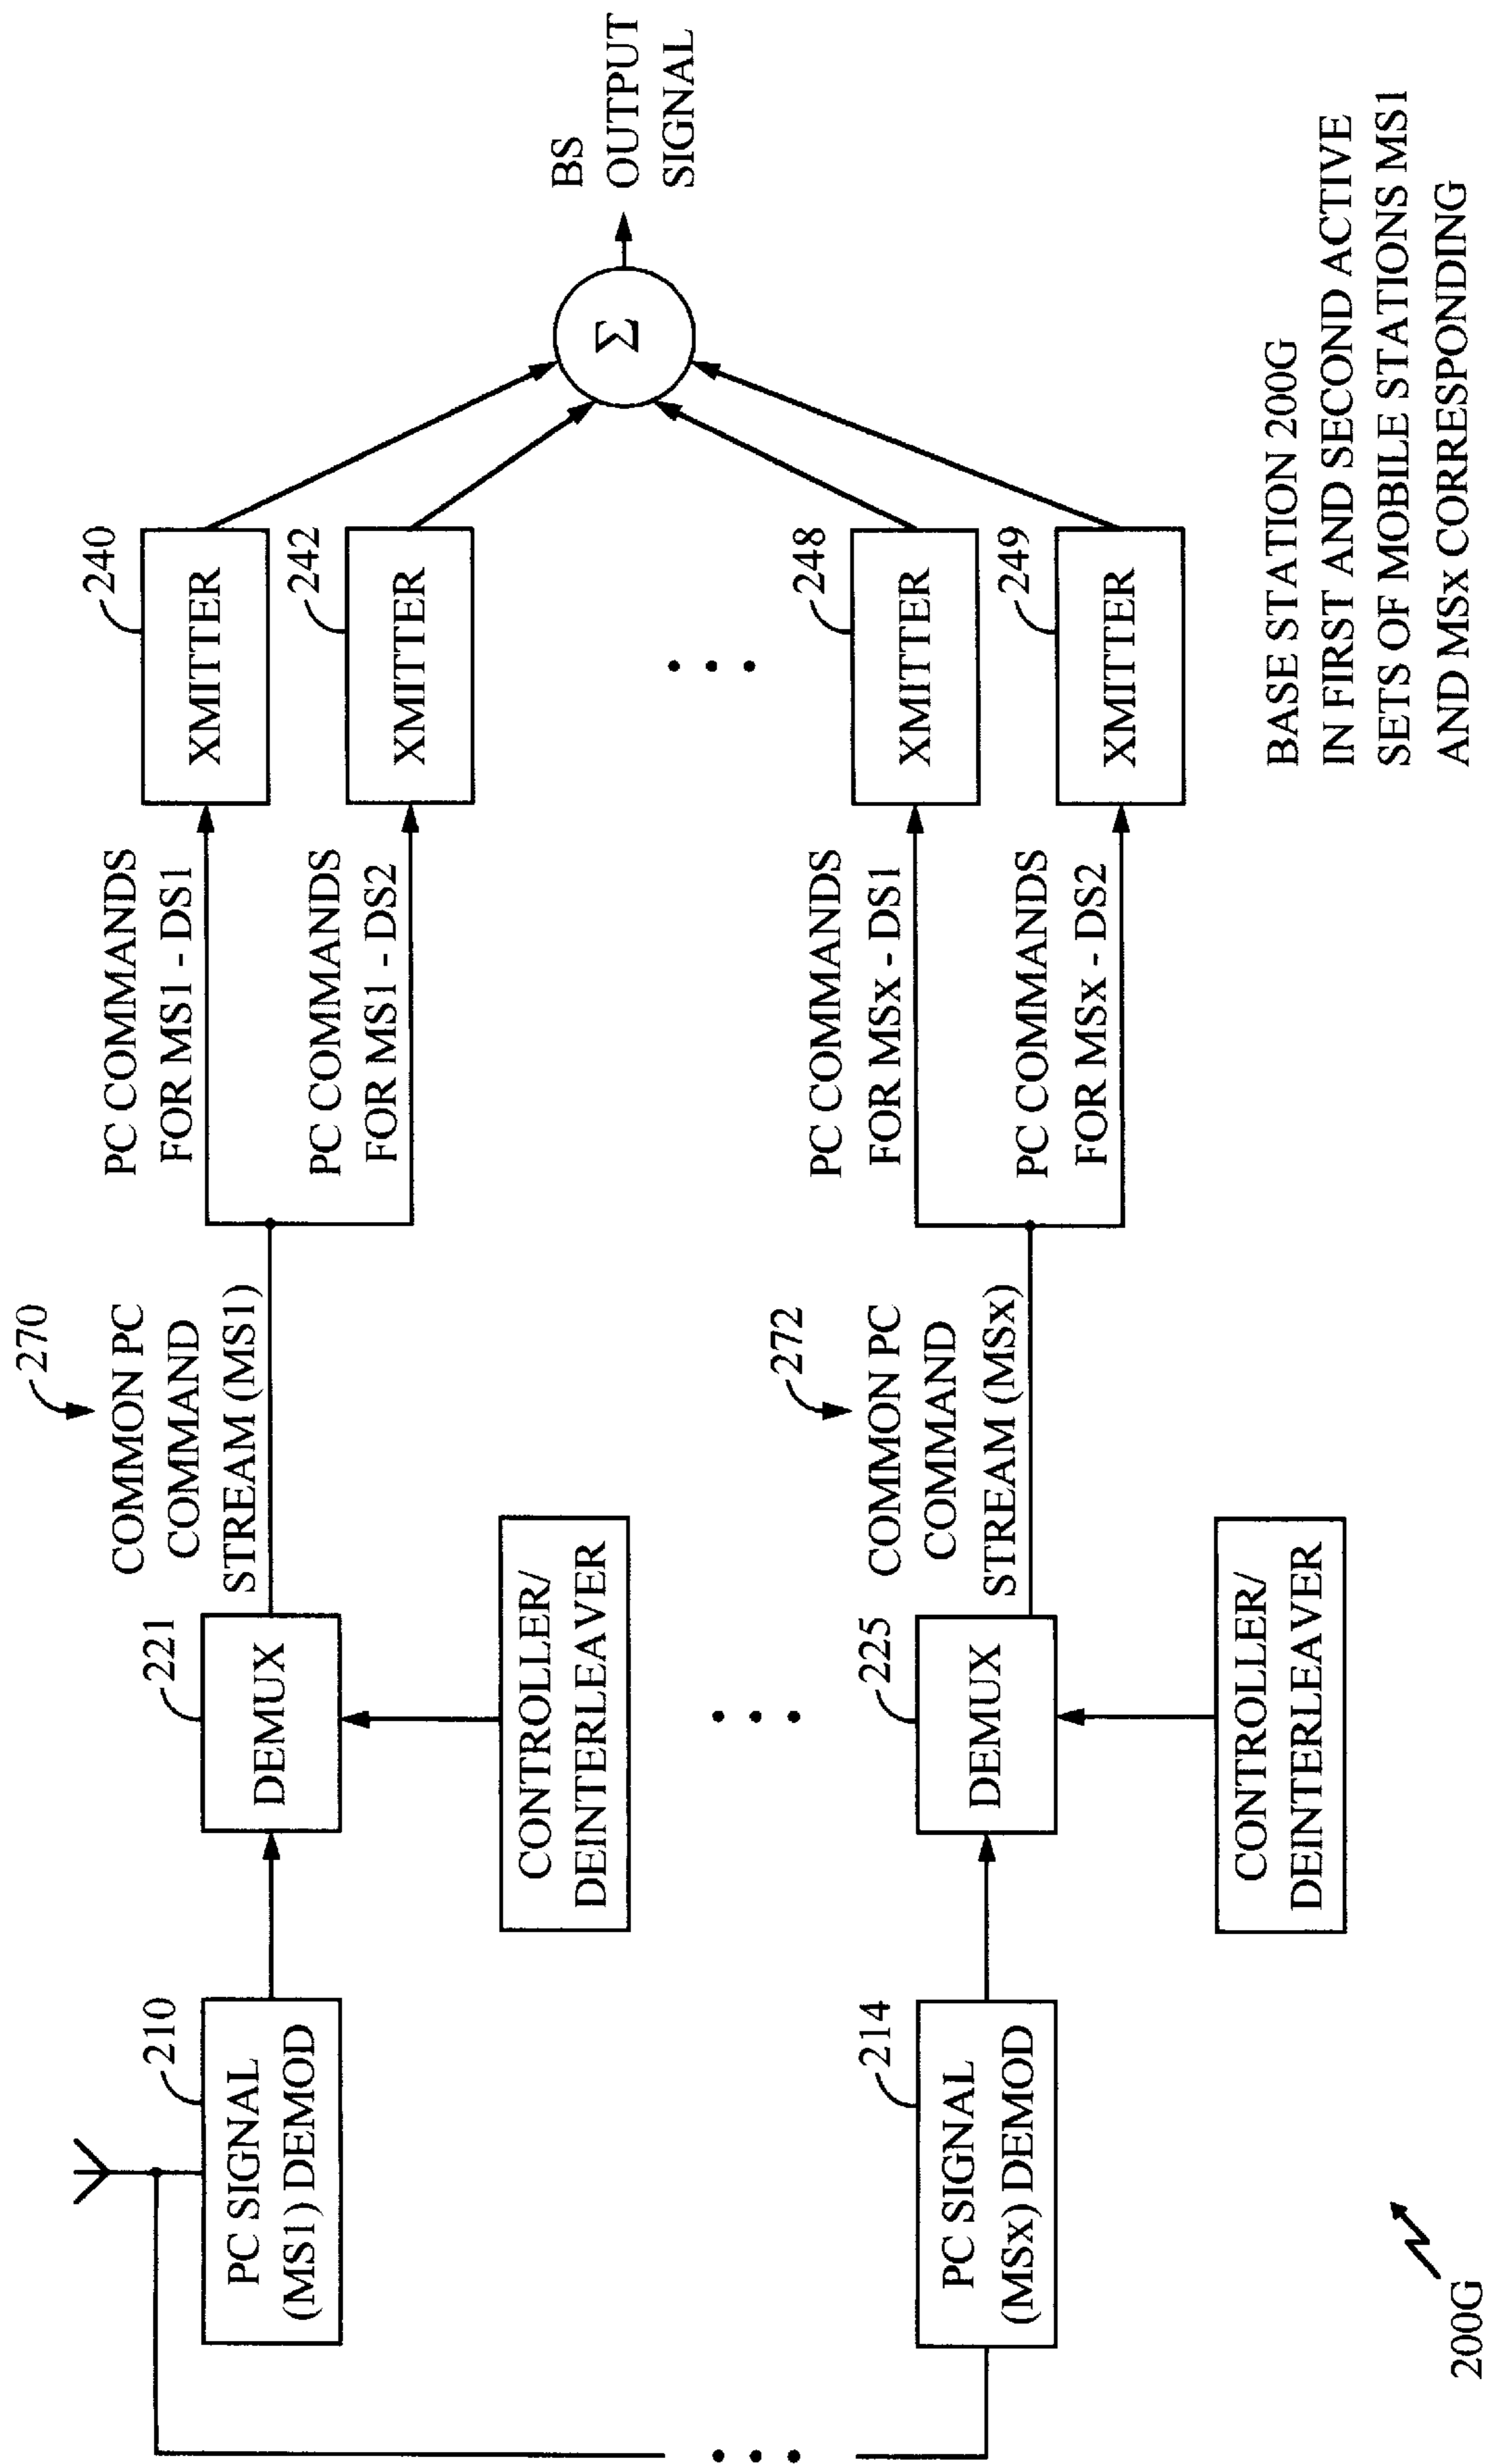 210
PC SIGNAL
(MS1) DEMOD
221
DEMUX
CONTROLLER/
DEINTERLEAVER
270
COMMON PC
COMMAND
STREAM (MS1)
PC COMMANDS
FOR MS1 - DS1
PC COMMANDS
FOR MS1 - DS2
240
XMITTER
242
XMITTER
Σ
BS
OUTPUT
SIGNAL
214
PC SIGNAL
(MSx) DEMOD
225
DEMUX
CONTROLLER/
DEINTERLEAVER
272
COMMON PC
COMMAND
STREAM (MSx)
PC COMMANDS
FOR MSx - DS1
PC COMMANDS
FOR MSx - DS2
248
XMITTER
249
XMITTER
200G
BASE STATION 200G
IN FIRST AND SECOND ACTIVE
SETS OF MOBILE STATIONS MS1
AND MSx CORRESPONDING